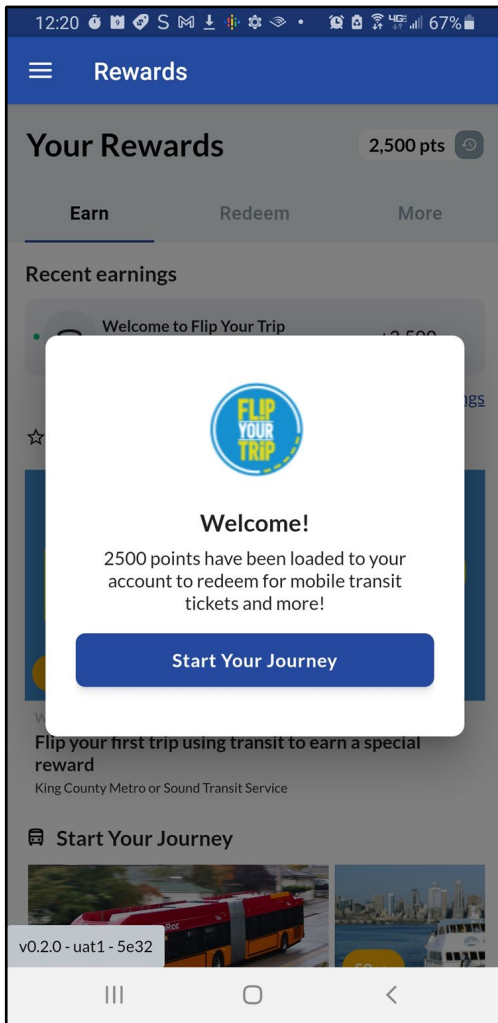 12:20
4GE
67%
Rewards
Your Rewards
2,500 pts
Earn
Redeem
More
Recent earnings
Welcome to Flip Your Trip
FLIP
YOUR
TRIP
Welcome!
2500 points have been loaded to your
account to redeem for mobile transit
tickets and more!
Start Your Journey
Flip your first trip using transit to earn a special
reward
King County Metro or Sound Transit Service
Start Your Journey
v0.2.0 - uat1 - 5e32